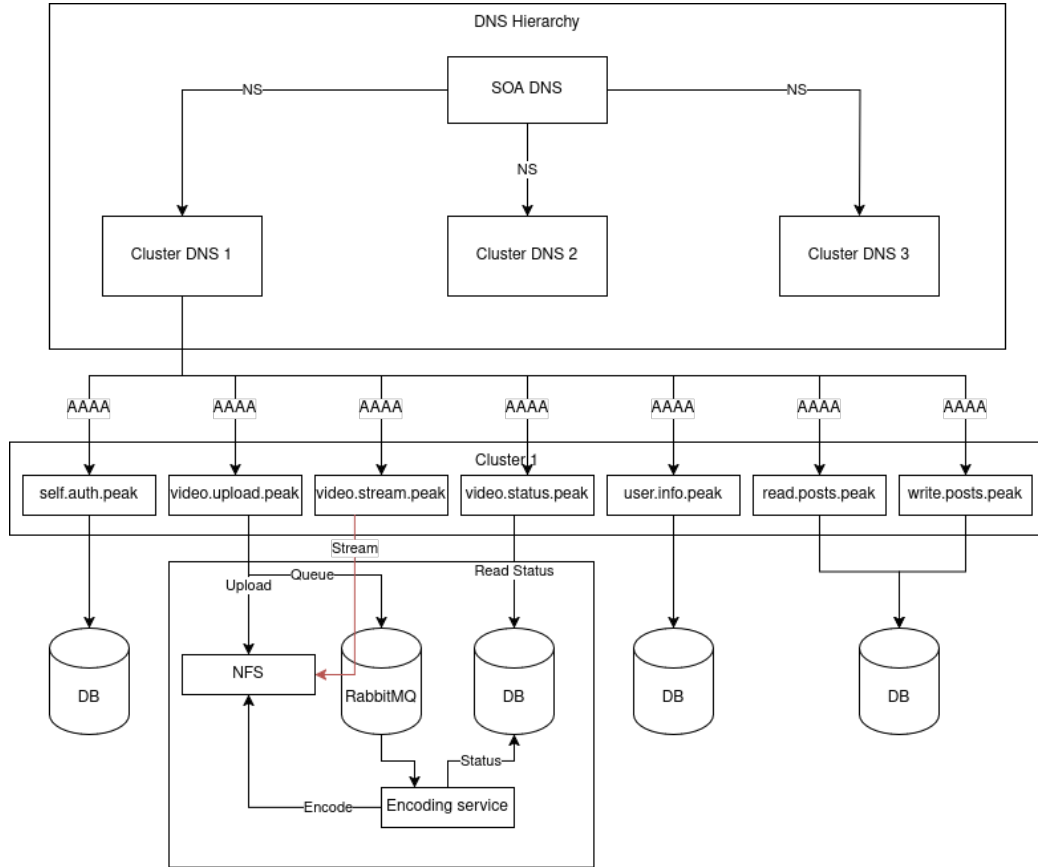 DNS Hierarchy
SOA DNS
NS
NS
NS
Cluster DNS 1
Cluster DNS 2
Cluster DNS 3
AAAA
AAAA
AAAA
AAAA
AAAA
AAAA
AAAA
Cluster 1
self.auth.peak
video.upload.peak
video.stream.peak
video.status.peak
user.info.peak
read.posts.peak
write.posts.peak
Stream
Queue
Upload
Read Status
NFS
DB
RabbitMQ
DB
DB
DB
Status
Encode
Encoding service